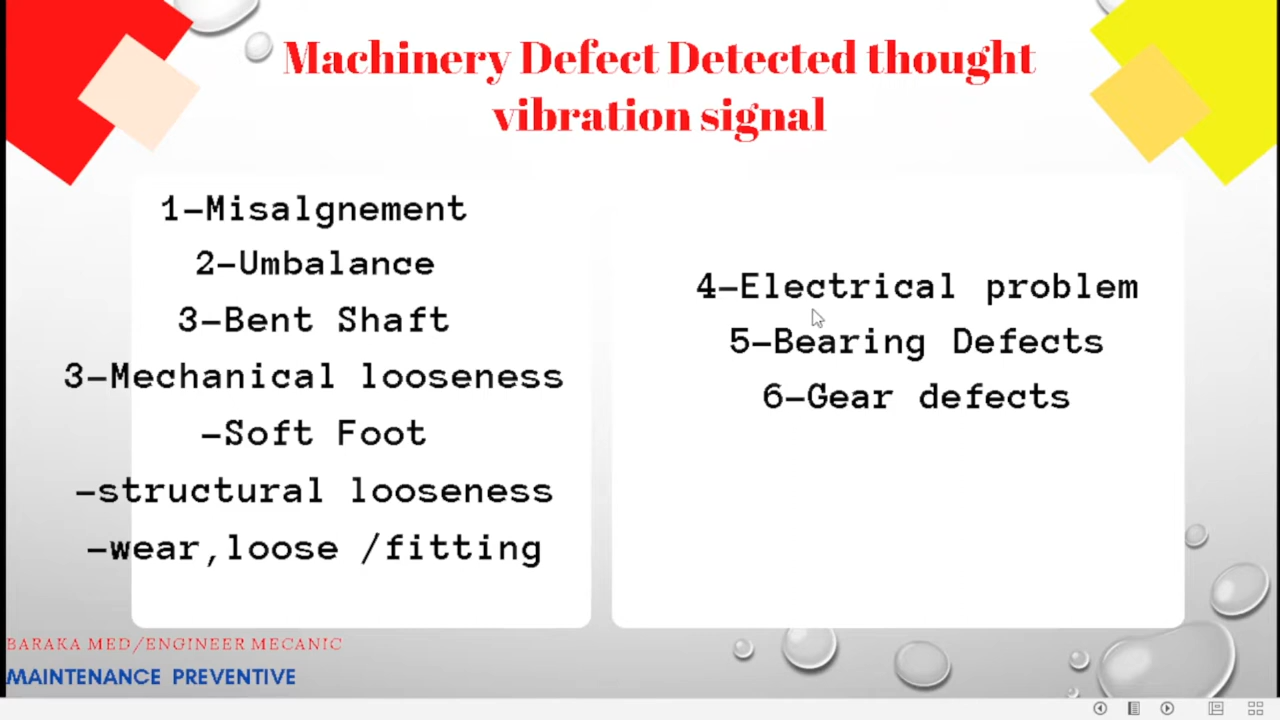 Machinery Defect Detected thought
vibration signal
1-Misalgnement
2-Umbalance
3-Bent Shaft
3-Mechanical looseness
-Soft Foot
-structural looseness
-wear,loose /fitting
4-Electrical problem
5-Bearing Defects
6-Gear defects
BARAKA MED/ENGINEER MECANIC
MAINTENANCE PREVENTIVE